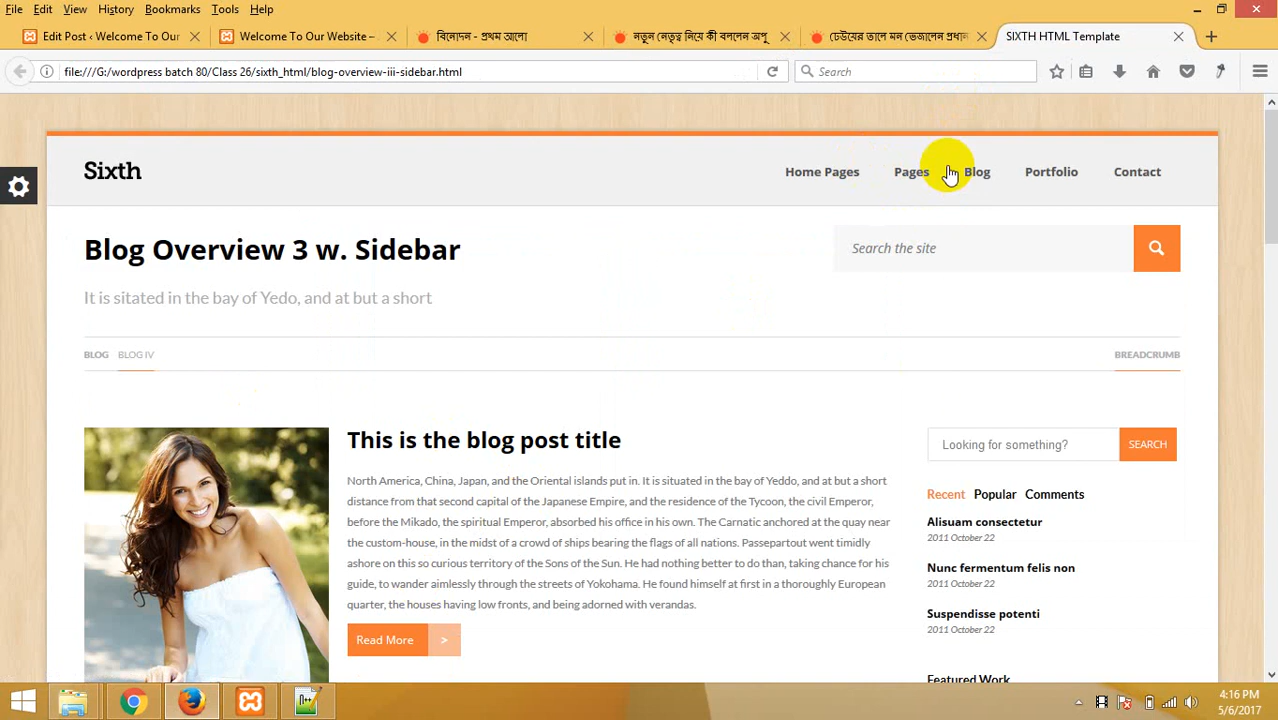 File Edit View History Bookmarks Tools Help
Edit Post ‹ Welcome To Our
Welcome To Our Website –
বিনোদন - প্রথম আলো
নতুন নেতৃত্ব নিয়ে কী বললেন অপু
ঢেউয়ের তালে মন ভেজালেন প্রধান
SIXTH HTML Template
file:///G:/wordpress batch 80/Class 26/sixth_html/blog-overview-iii-sidebar.html
Search
Sixth
Home Pages Pages Blog Portfolio Contact
Blog Overview 3 w. Sidebar
Search the site
It is sitated in the bay of Yedo, and at but a short
BLOG BLOG IV
BREADCRUMB
This is the blog post title
North America, China, Japan, and the Oriental islands put in. It is situated in the bay of Yeddo, and at but a short
distance from that second capital of the Japanese Empire, and the residence of the Tycoon, the civil Emperor,
before the Mikado, the spiritual Emperor, absorbed his office in his own. The Carnatic anchored at the quay near
the custom-house, in the midst of a crowd of ships bearing the flags of all nations. Passepartout went timidly
ashore on this so curious territory of the Sons of the Sun. He had nothing better to do than, taking chance for his
guide, to wander aimlessly through the streets of Yokohama. He found himself at first in a thoroughly European
quarter, the houses having low fronts, and being adorned with verandas.
Read More >
Looking for something?
SEARCH
Recent Popular Comments
Alisuam consectetur
2011 October 22
Nunc fermentum felis non
2011 October 22
Suspendisse potenti
2011 October 22
Featured Work
4:16 PM
5/6/2017